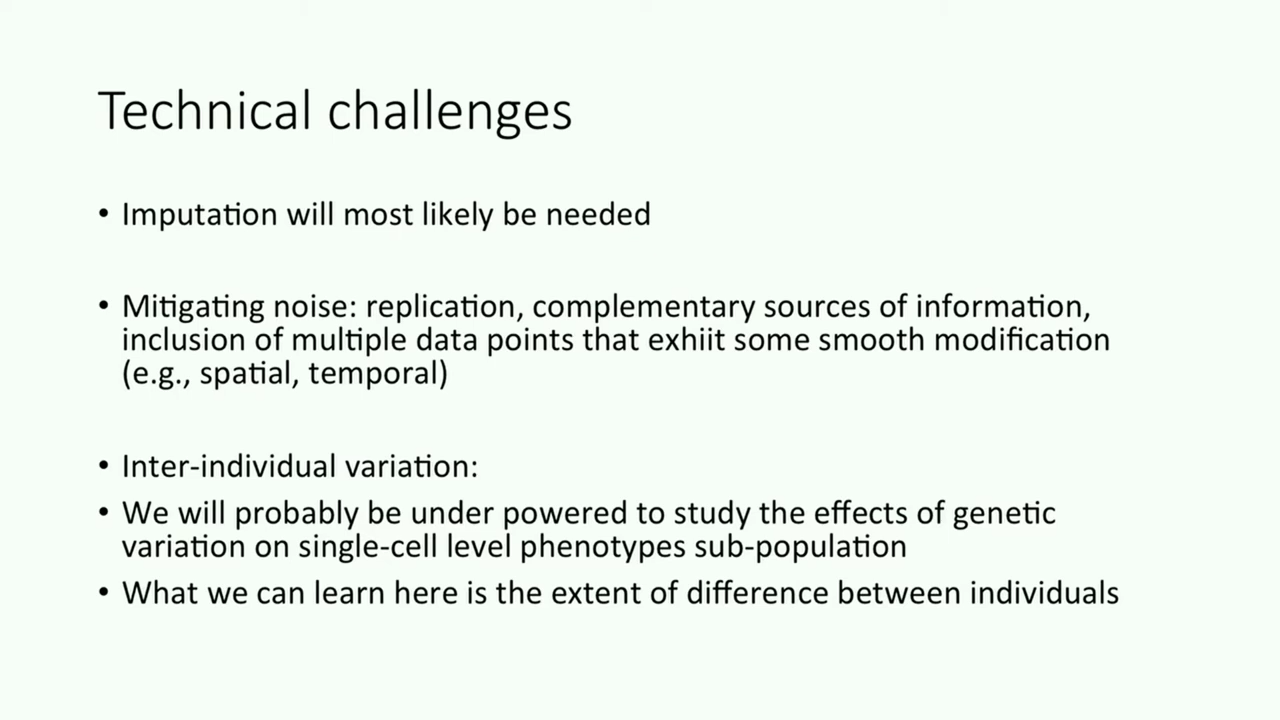 Technical challenges
• Imputation will most likely be needed
• Mitigating noise: replication, complementary sources of information,
inclusion of multiple data points that exhiit some smooth modification
(e.g., spatial, temporal)
• Inter-individual variation:
• We will probably be under powered to study the effects of genetic
variation on single-cell level phenotypes sub-population
• What we can learn here is the extent of difference between individuals